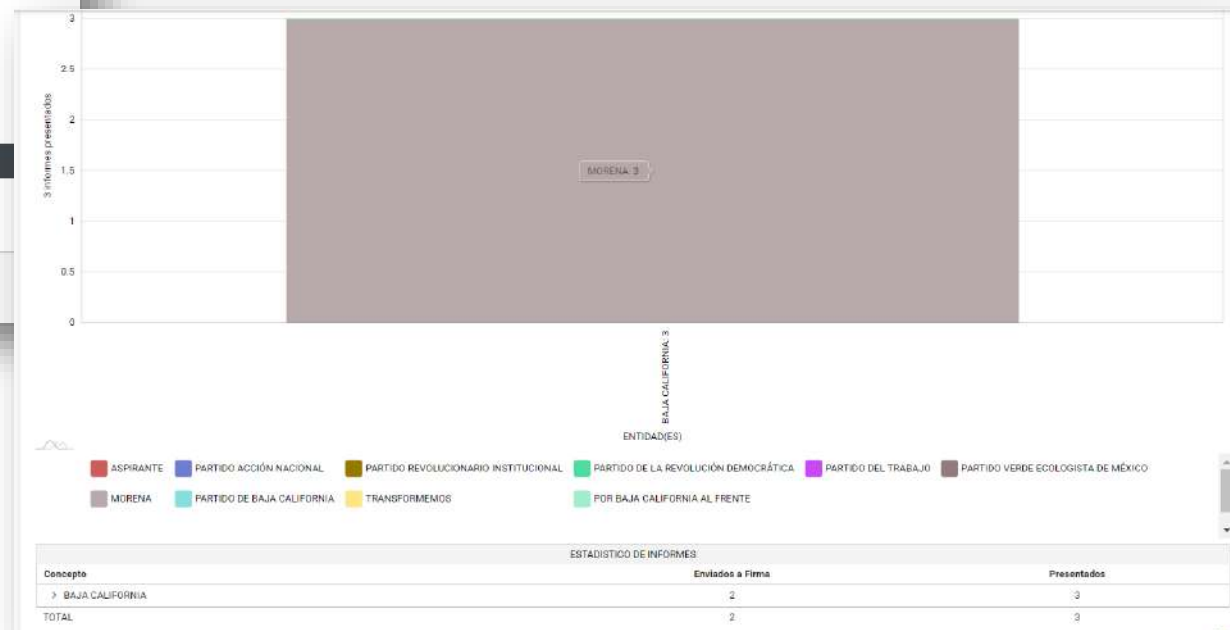 3
2.5
2
1.5
1
0.5
0
3 informes presentados
MORENA: 3
BAJA CALIFORNIA: 3
ENTIDAD(ES)
ASPIRANTE PARTIDO ACCIÓN NACIONAL PARTIDO REVOLUCIONARIO INSTITUCIONAL PARTIDO DE LA REVOLUCIÓN DEMOCRÁTICA PARTIDO DEL TRABAJO PARTIDO VERDE ECOLOGISTA DE MÉXICO
MORENA PARTIDO DE BAJA CALIFORNIA TRANSFORMEMOS POR BAJA CALIFORNIA AL FRENTE
ESTADISTICO DE INFORMES
Concepto Enviados a Firma Presentados
> BAJA CALIFORNIA 2 3
TOTAL 2 3